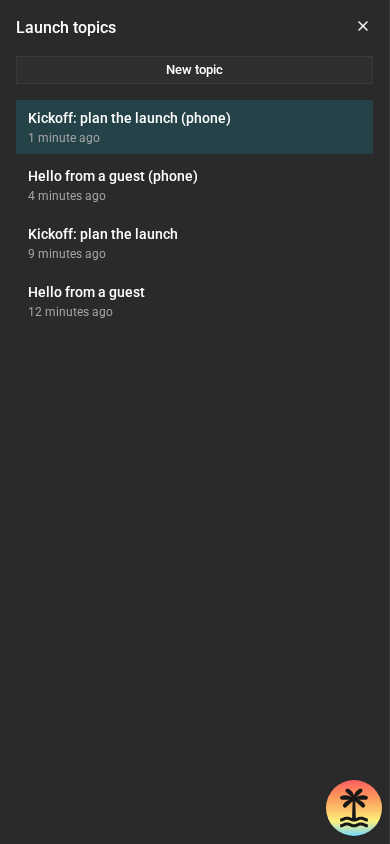 Launch topics
New topic
Kickoff: plan the launch (phone)
1 minute ago
Hello from a guest (phone)
4 minutes ago
Kickoff: plan the launch
9 minutes ago
Hello from a guest
12 minutes ago